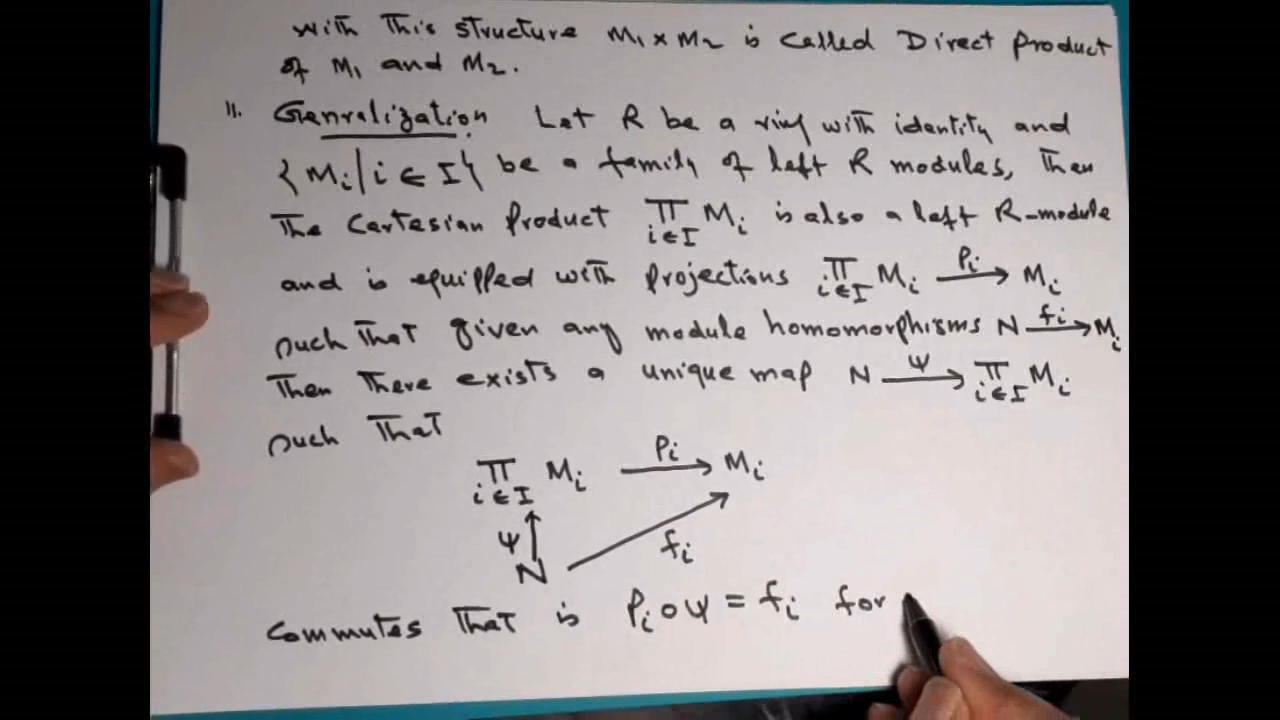 with this structure M₁ × M₂ is called Direct product
of M₁ and M₂.
11. Genralization. Let R be a ring with identity and
{Mᵢ | i ∈ I} be a family of left R modules, Then
The Cartesian Product ∏ᵢ∈I Mᵢ is also a left R-module
and is equipped with projections ∏ᵢ∈I Mᵢ →Pᵢ Mᵢ
such that given any module homomorphisms N →fᵢ Mᵢ
Then there exists a unique map N →Ψ ∏ᵢ∈I Mᵢ
such that
∏ᵢ∈I Mᵢ →Pᵢ Mᵢ
Ψ fᵢ
N
Commutes that is Pᵢ ∘ Ψ = fᵢ for